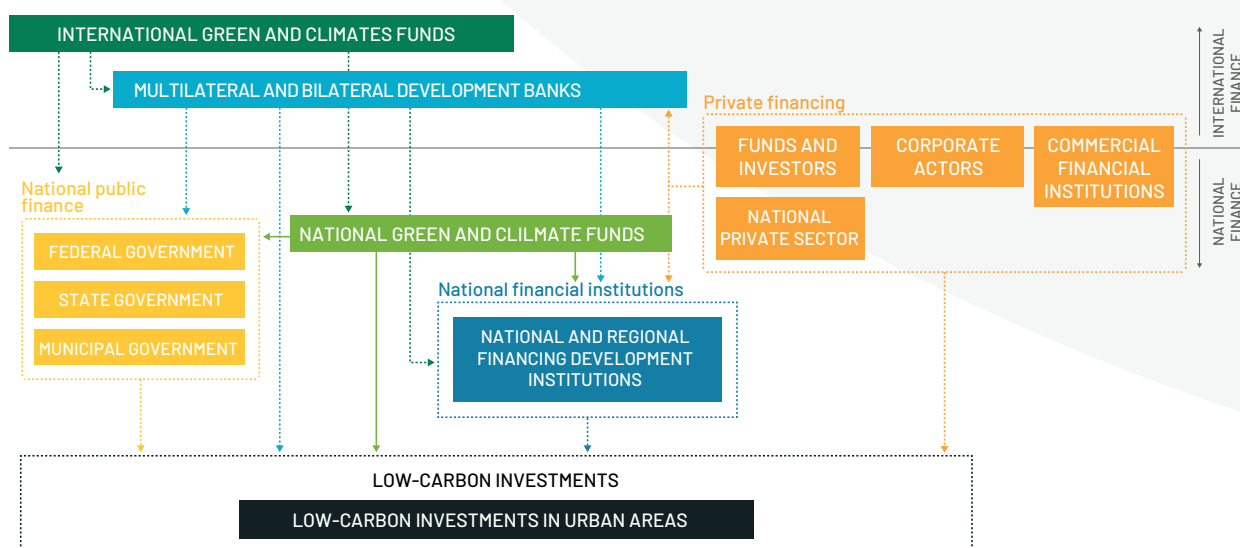 INTERNATIONAL GREEN AND CLIMATES FUNDS
MULTILATERAL AND BILATERAL DEVELOPMENT BANKS
Private financing
FUNDS AND
INVESTORS
CORPORATE
ACTORS
COMMERCIAL
FINANCIAL
INSTITUTIONS
NATIONAL
PRIVATE SECTOR
INTERNATIONAL
FINANCE
NATIONAL
FINANCE
National public
finance
FEDERAL GOVERNMENT
STATE GOVERNMENT
MUNICIPAL GOVERNMENT
NATIONAL GREEN AND CLILMATE FUNDS
National financial institutions
NATIONAL AND REGIONAL
FINANCING DEVELOPMENT
INSTITUTIONS
LOW-CARBON INVESTMENTS
LOW-CARBON INVESTMENTS IN URBAN AREAS